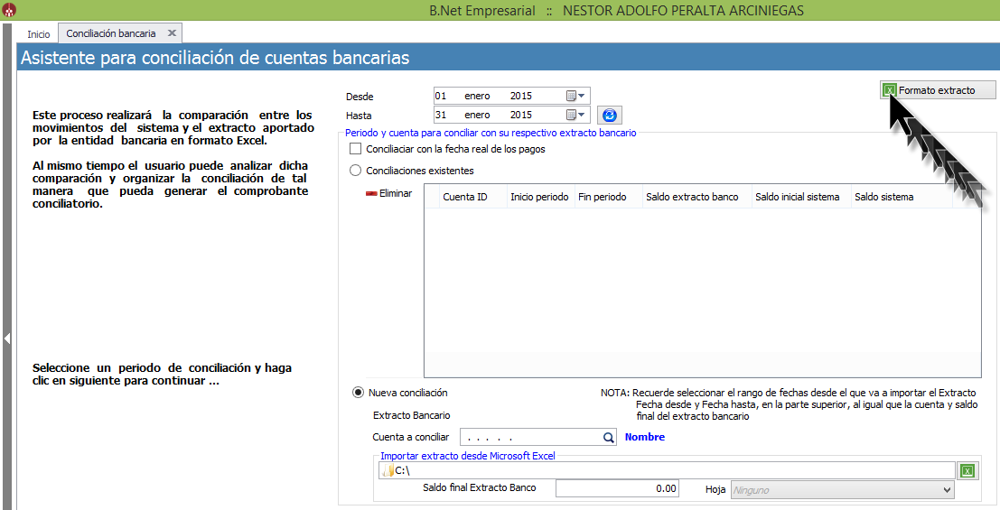 B.Net Empresarial :: NESTOR ADOLFO PERALTA ARCINIEGAS
Inicio Conciliación bancaria
Asistente para conciliación de cuentas bancarias
Este proceso realizará la comparación entre los
movimientos del sistema y el extracto aportado
por la entidad bancaria en formato Excel.
Al mismo tiempo el usuario puede analizar dicha
comparación y organizar la conciliación de tal
manera que pueda generar el comprobante
conciliatorio.
Seleccione un periodo de conciliación y haga
clic en siguiente para continuar ...
Desde 01 enero 2015
Hasta 31 enero 2015
Formato extracto
Periodo y cuenta para conciliar con su respectivo extracto bancario
Conciliaciar con la fecha real de los pagos
Conciliaciones existentes
Eliminar
Cuenta ID Inicio periodo Fin periodo Saldo extracto banco Saldo inicial sistema Saldo sistema
Nueva conciliación
NOTA: Recuerde seleccionar el rango de fechas desde el que va a importar el Extracto
Fecha desde y Fecha hasta, en la parte superior, al igual que la cuenta y saldo
final del extracto bancario
Extracto Bancario
Cuenta a conciliar . . . . . Nombre
Importar extracto desde Microsoft Excel
C:\
Saldo final Extracto Banco 0.00 Hoja Ninguno